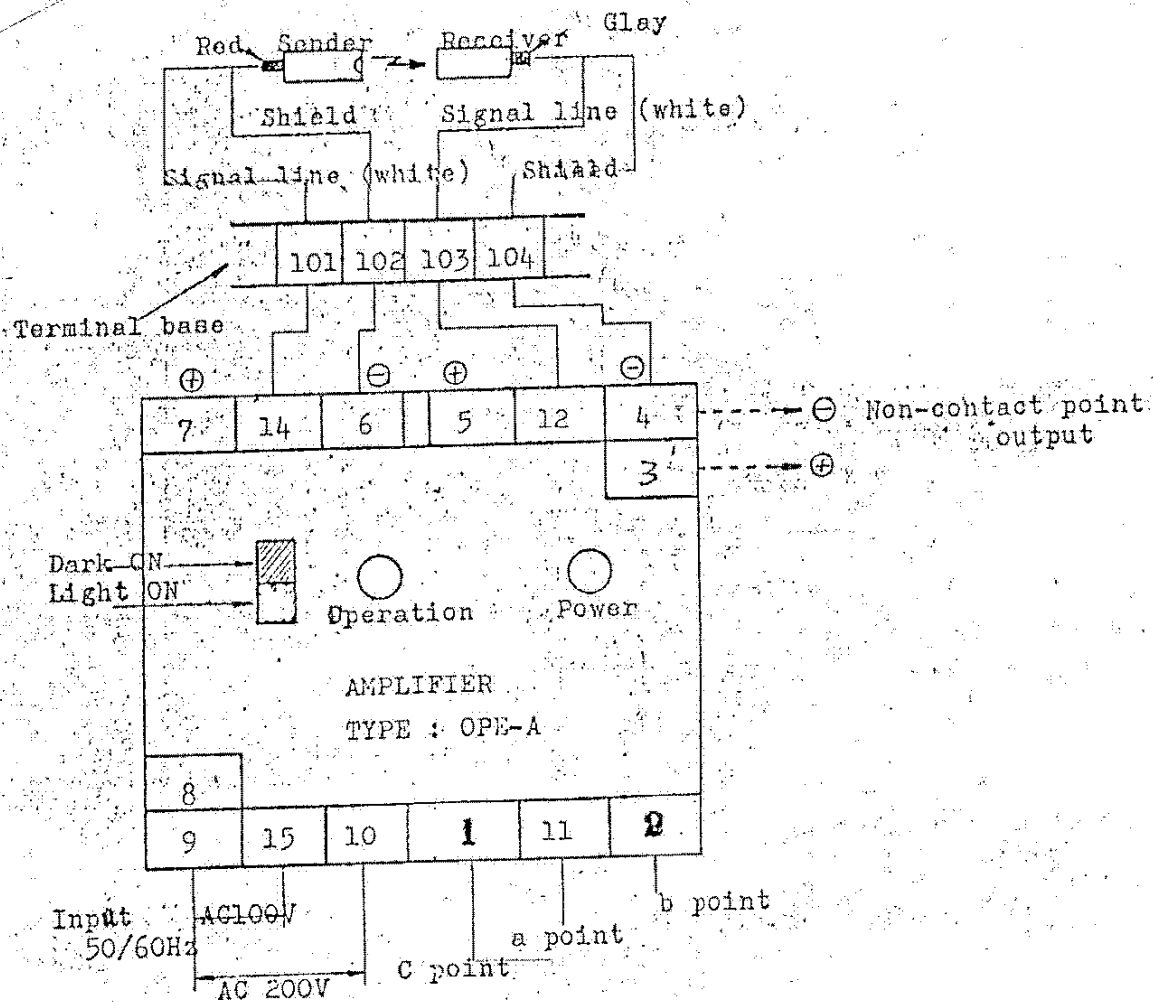 Glay
Red Sender Receiver
Shield Signal line (white)
Signal line (white) Shield
101 102 103 104
Terminal base
⊕ ⊖ ⊕ ⊖
7 14 6 5 12 4 ⊖ Non-contact point
output
3 ⊕
Dark ON
Light ON
Operation Power
AMPLIFIER
TYPE : OPE-A
8
9 15 10 1 11 2
b point
Input AC100V
a point
50/60Hz
C point
AC 200V